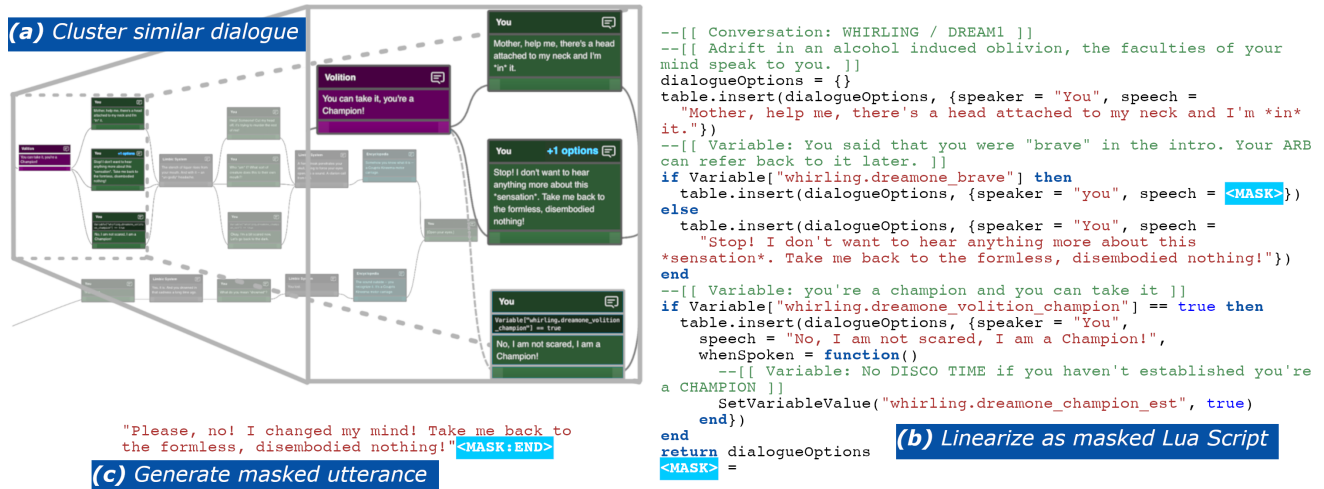 (a) Cluster similar dialogue
You
Mother, help me, there's a head
attached to my neck and I'm
*in* it.
Volition
You can take it, you're a
Champion!
You +1 options
Stop! I don't want to hear
anything more about this
*sensation*. Take me back to
the formless, disembodied
nothing!
You
Variable["whirling.dreamone_volition
_champion"] == true
No, I am not scared, I am a
Champion!
"Please, no! I changed my mind! Take me back to
the formless, disembodied nothing!"<MASK:END>
(c) Generate masked utterance
--[[ Conversation: WHIRLING / DREAM1 ]]
--[[ Adrift in an alcohol induced oblivion, the faculties of your
mind speak to you. ]]
dialogueOptions = {}
table.insert(dialogueOptions, {speaker = "You", speech =
"Mother, help me, there's a head attached to my neck and I'm *in*
it."})
--[[ Variable: You said that you were "brave" in the intro. Your ARB
can refer back to it later. ]]
if Variable["whirling.dreamone_brave"] then
table.insert(dialogueOptions, {speaker = "you", speech = <MASK>})
else
table.insert(dialogueOptions, {speaker = "You", speech =
"Stop! I don't want to hear anything more about this
*sensation*. Take me back to the formless, disembodied nothing!"})
end
--[[ Variable: you're a champion and you can take it ]]
if Variable["whirling.dreamone_volition_champion"] == true then
table.insert(dialogueOptions, {speaker = "You",
speech = "No, I am not scared, I am a Champion!",
whenSpoken = function()
--[[ Variable: No DISCO TIME if you haven't established you're
a CHAMPION ]]
SetVariableValue("whirling.dreamone_champion_est", true)
end})
end
return dialogueOptions
<MASK> =
(b) Linearize as masked Lua Script